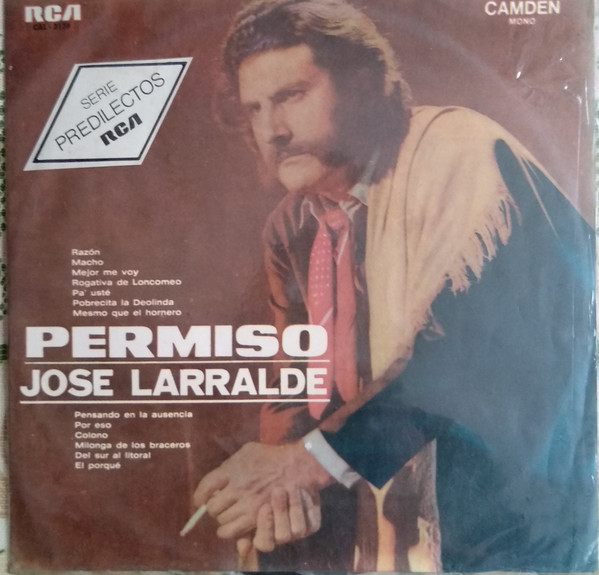 RCA
CAMDEN
MONO
SERIE
PREDILECTOS
RCA
Razón
Macho
Mejor me voy
Rogativa de Loncomeo
Pa' usté
Pobrecita la Deolinda
Mesmo que el hornero
PERMISO
JOSE LARRALDE
Pensando en la ausencia
Por eso
Colono
Milonga de los braceros
Del sur al litoral
El porqué